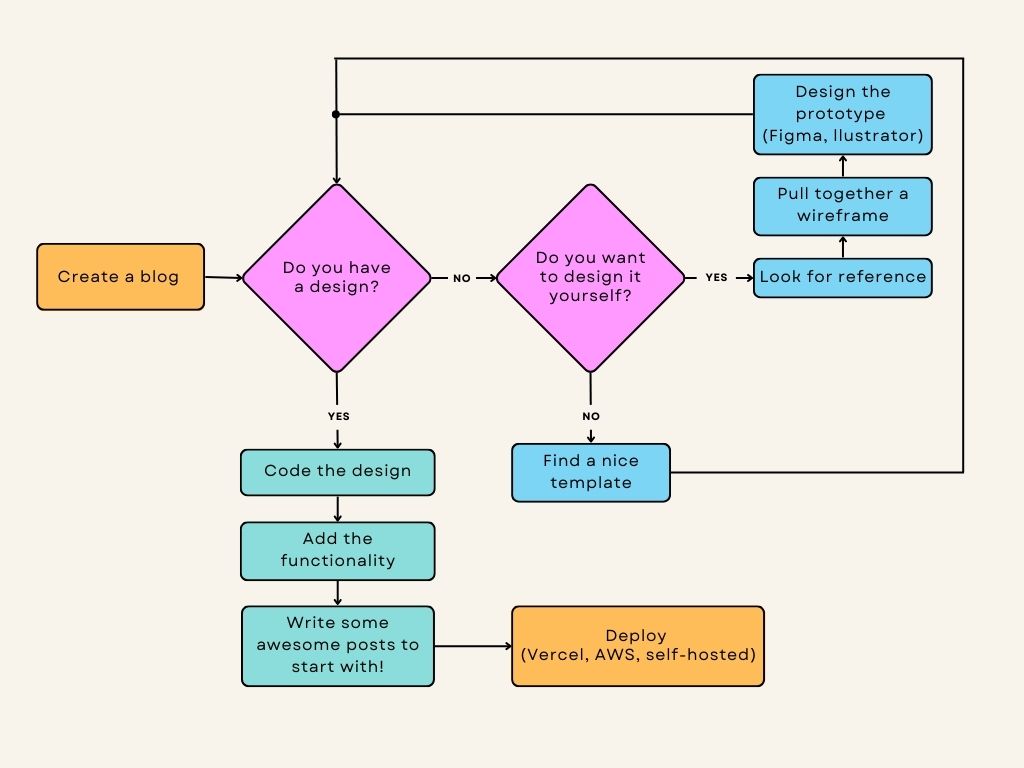 Design the
prototype
(Figma, llustrator)
Pull together a
wireframe
Look for reference
Create a blog
Do you have
a design?
NO
Do you want
to design it
yourself?
YES
YES
NO
Code the design
Find a nice
template
Add the
functionality
Write some
awesome posts to
start with!
Deploy
(Vercel, AWS, self-hosted)